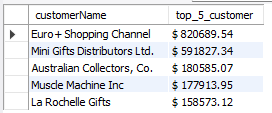 customerName top_5_customer
Euro+ Shopping Channel $ 820689.54
Mini Gifts Distributors Ltd. $ 591827.34
Australian Collectors, Co. $ 180585.07
Muscle Machine Inc $ 177913.95
La Rochelle Gifts $ 158573.12